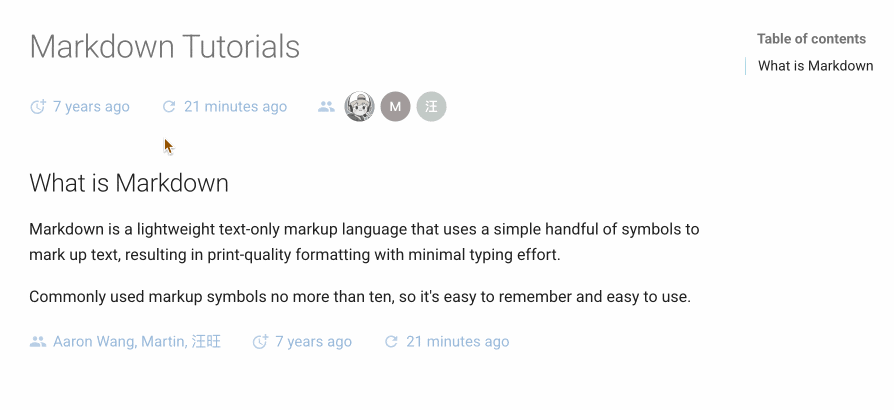 Markdown Tutorials
Table of contents
What is Markdown
7 years ago 21 minutes ago M 汪
What is Markdown
Markdown is a lightweight text-only markup language that uses a simple handful of symbols to
mark up text, resulting in print-quality formatting with minimal typing effort.
Commonly used markup symbols no more than ten, so it's easy to remember and easy to use.
Aaron Wang, Martin, 汪旺 7 years ago 21 minutes ago